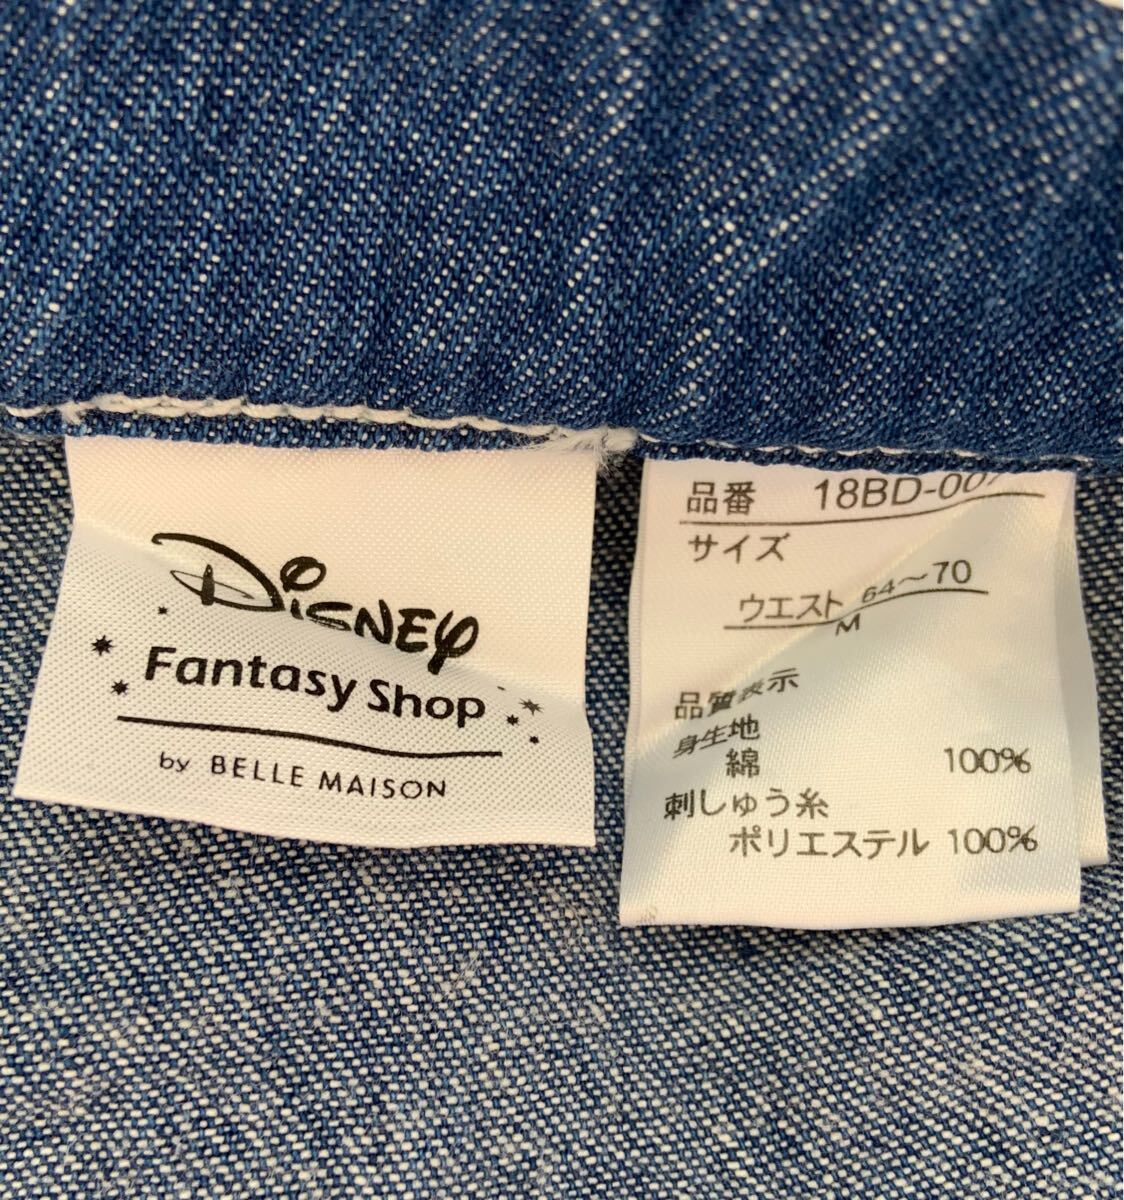 Disney
Fantasy Shop
by BELLE MAISON
品番 18BD-00
サイズ
ウエスト 64～70
M
品質表示
身生地
綿 100%
刺しゅう糸
ポリエステル 100%